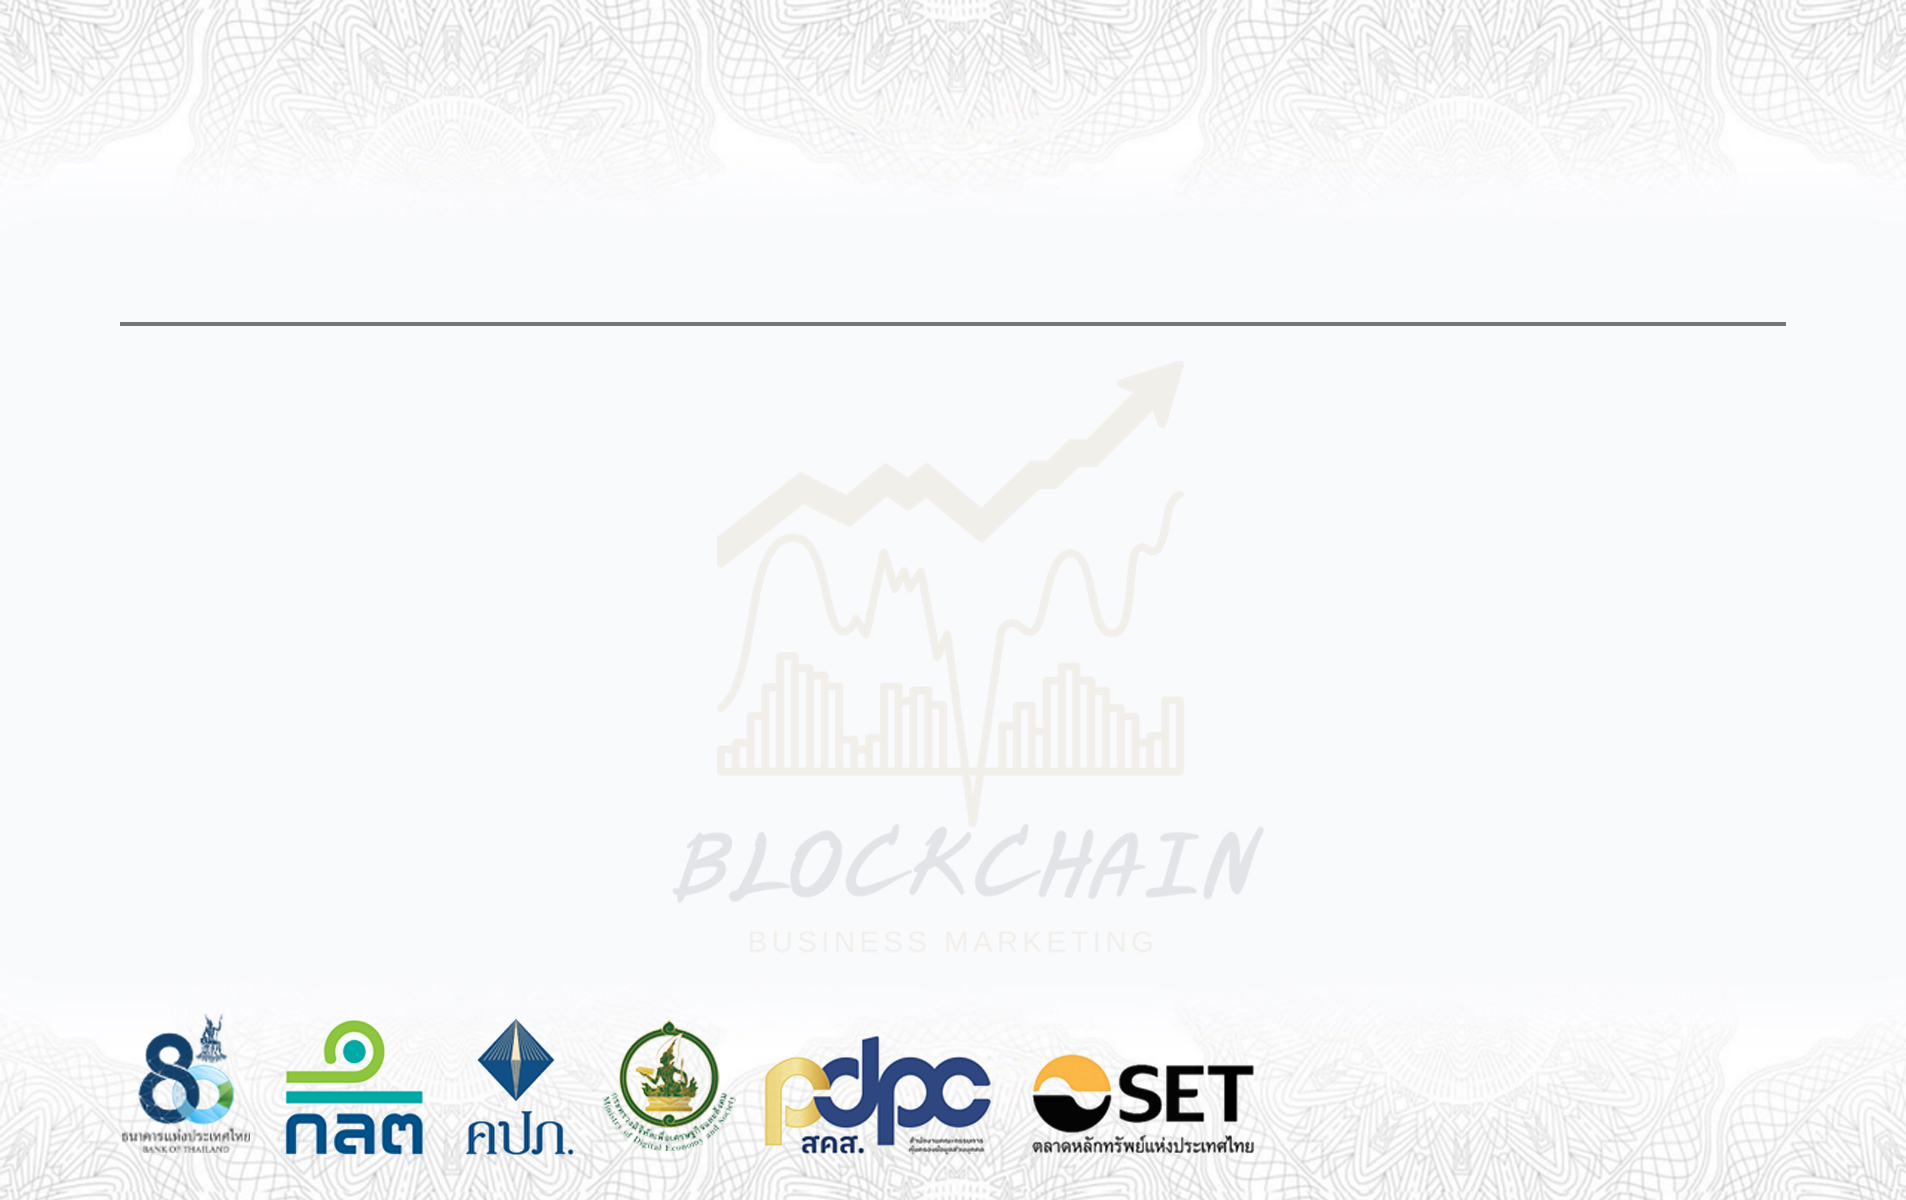 BLOCKCHAIN
BUSINESS MARKETING
80
ธนาคารแห่งประเทศไทย
BANK OF THAILAND
กลต
คปภ.
กระทรวงดิจิทัลเพื่อเศรษฐกิจและสังคม
Ministry of Digital Economy and Society
pdpc
สคส.
สำนักงานคณะกรรมการ
คุ้มครองข้อมูลส่วนบุคคล
SET
ตลาดหลักทรัพย์แห่งประเทศไทย